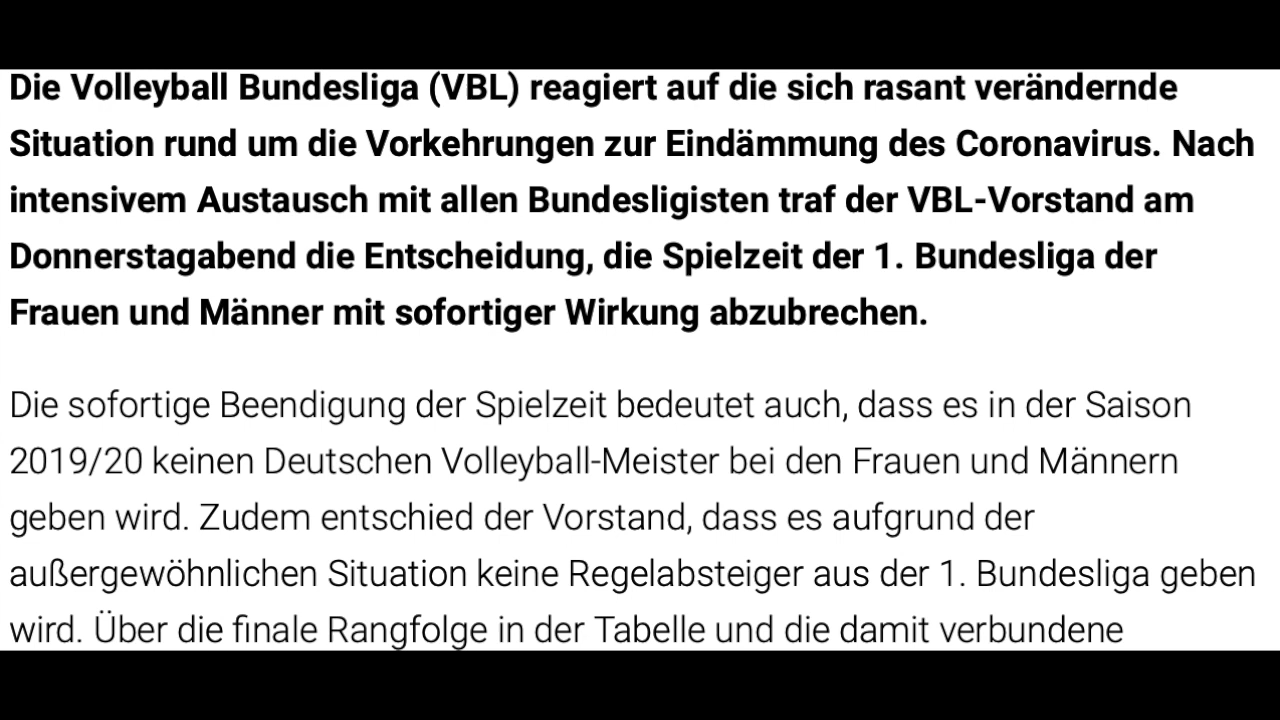 Die Volleyball Bundesliga (VBL) reagiert auf die sich rasant verändernde
Situation rund um die Vorkehrungen zur Eindämmung des Coronavirus. Nach
intensivem Austausch mit allen Bundesligisten traf der VBL-Vorstand am
Donnerstagabend die Entscheidung, die Spielzeit der 1. Bundesliga der
Frauen und Männer mit sofortiger Wirkung abzubrechen.
Die sofortige Beendigung der Spielzeit bedeutet auch, dass es in der Saison
2019/20 keinen Deutschen Volleyball-Meister bei den Frauen und Männern
geben wird. Zudem entschied der Vorstand, dass es aufgrund der
außergewöhnlichen Situation keine Regelabsteiger aus der 1. Bundesliga geben
wird. Über die finale Rangfolge in der Tabelle und die damit verbundene